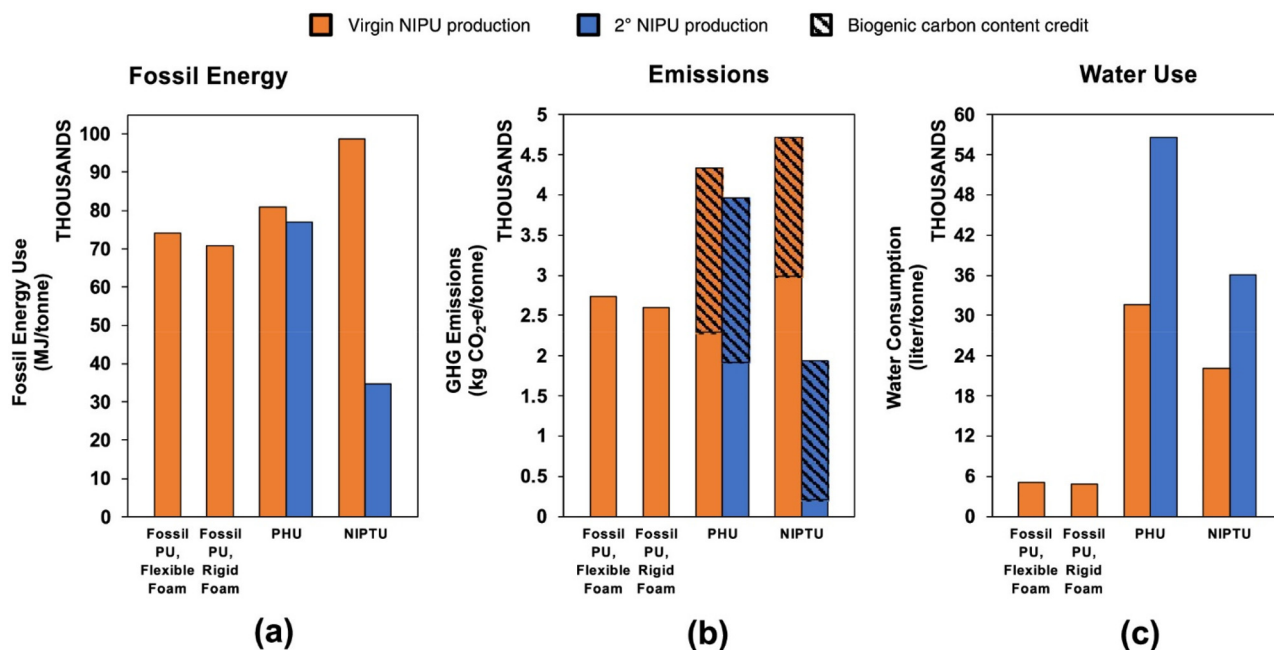 Virgin NIPU production
2° NIPU production
Biogenic carbon content credit
Fossil Energy
Fossil Energy Use
(MJ/tonne)
THOUSANDS
100
90
80
70
60
50
40
30
20
10
0
Fossil
PU,
Flexible
Foam
Fossil
PU,
Rigid
Foam
PHU
NIPTU
(a)
Emissions
GHG Emissions
(kg CO₂-e/tonne)
THOUSANDS
5
4.5
4
3.5
3
2.5
2
1.5
1
0.5
0
Fossil
PU,
Flexible
Foam
Fossil
PU,
Rigid
Foam
PHU
NIPTU
(b)
Water Use
Water Consumption
(liter/tonne)
THOUSANDS
60
54
48
42
36
30
24
18
12
6
0
Fossil
PU,
Flexible
Foam
Fossil
PU,
Rigid
Foam
PHU
NIPTU
(c)